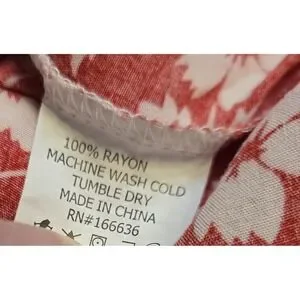 100% RAYON
MACHINE WASH COLD
TUMBLE DRY
MADE IN CHINA
RN#166636